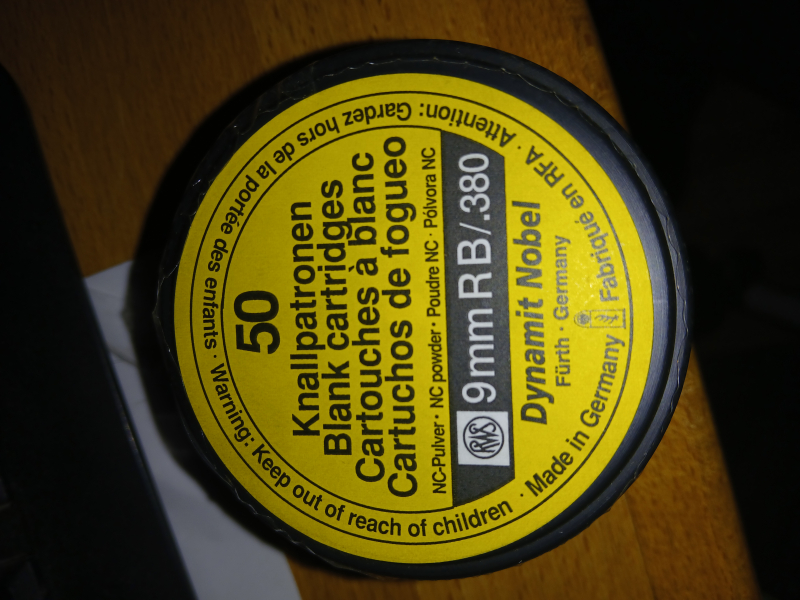 50
Knallpatronen
Blank cartridges
Cartouches à blanc
Cartuchos de fogueo
NC-Pulver · NC powder · Poudre NC · Pólvora NC
RWS 9mm R B/.380
Dynamit Nobel
Fürth · Germany
Attention: Gardez hors de la portée des enfants · Warning: Keep out of reach of children · Made in Germany
Fabriqué en RFA ·